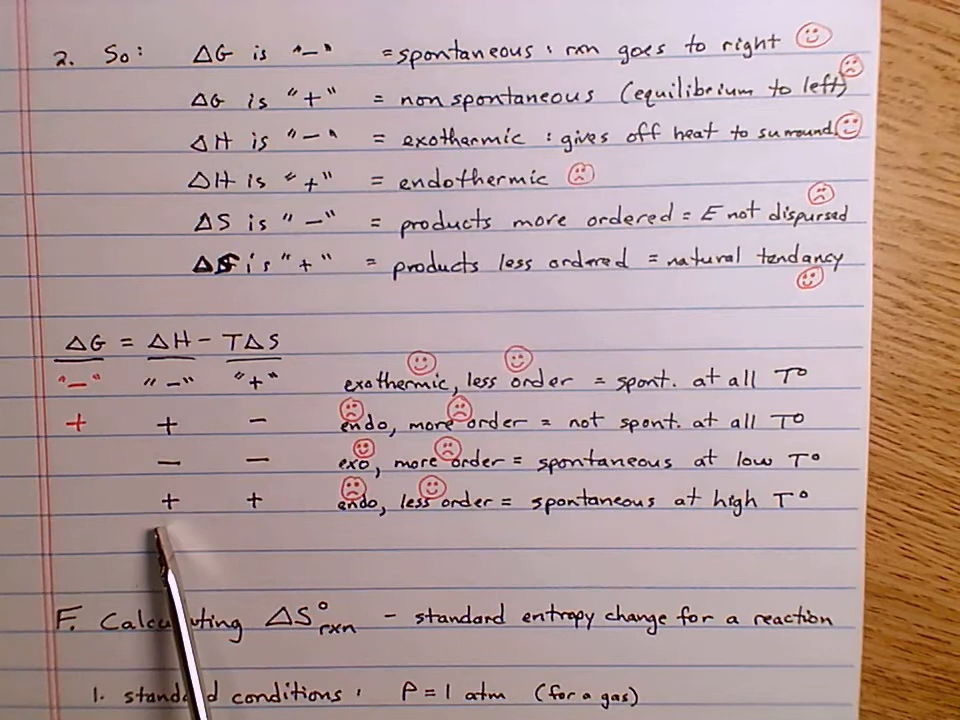 2. So: ΔG is "−" = spontaneous : rxn goes to right
ΔG is "+" = non spontaneous (equilibrium to left)
ΔH is "−" = exothermic : gives off heat to surround.
ΔH is "+" = endothermic
ΔS is "−" = products more ordered = E not dispursed
ΔS is "+" = products less ordered = natural tendancy
ΔG = ΔH − TΔS
"−" "−" "+" exothermic, less order = spont. at all T°
+ + − endo, more order = not spont. at all T°
− − exo, more order = spontaneous at low T°
+ + endo, less order = spontaneous at high T°
F. Calculating ΔS°rxn - standard entropy change for a reaction
1. standard conditions : P = 1 atm (for a gas)